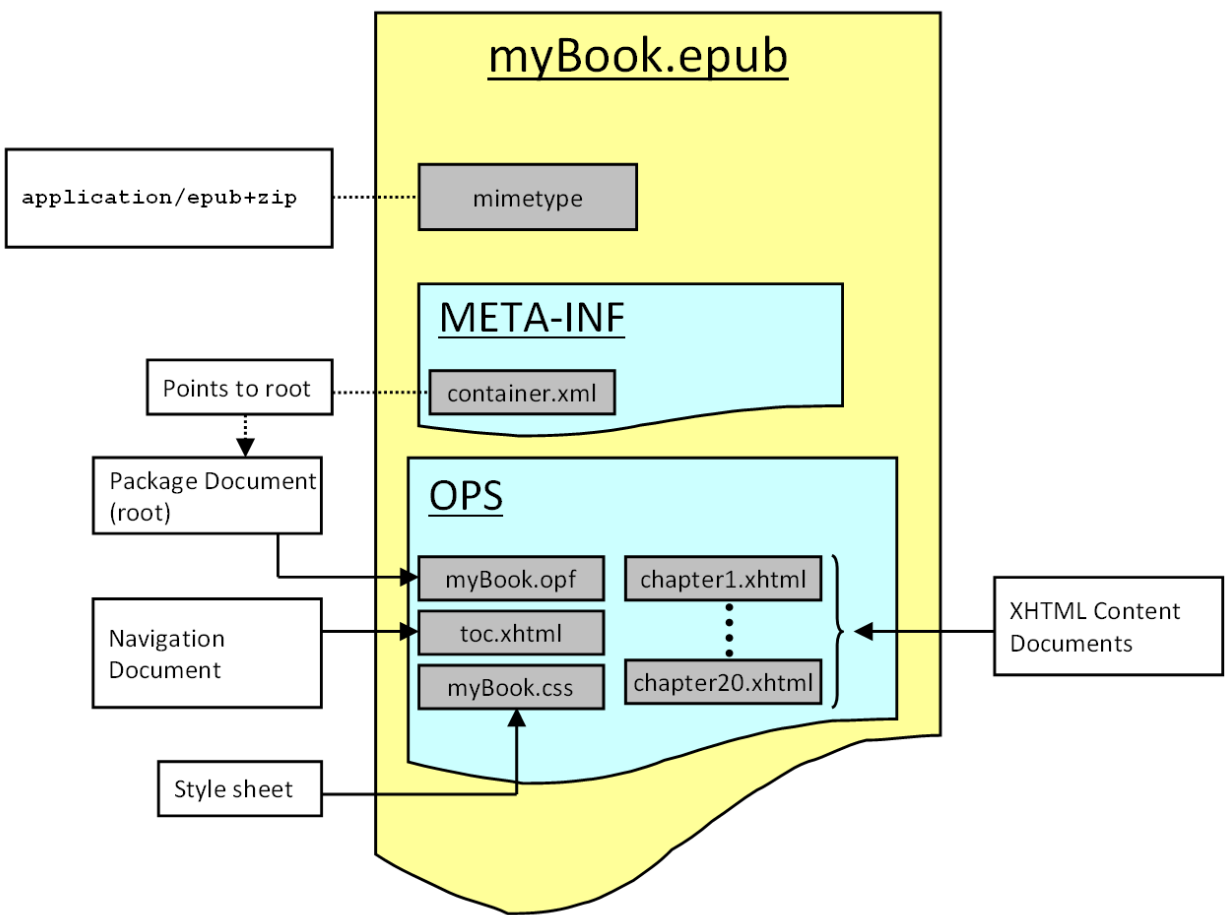 myBook.epub
application/epub+zip
mimetype
META-INF
Points to root
container.xml
Package Document
(root)
OPS
myBook.opf
chapter1.xhtml
Navigation
Document
toc.xhtml
XHTML Content
Documents
myBook.css
chapter20.xhtml
Style sheet